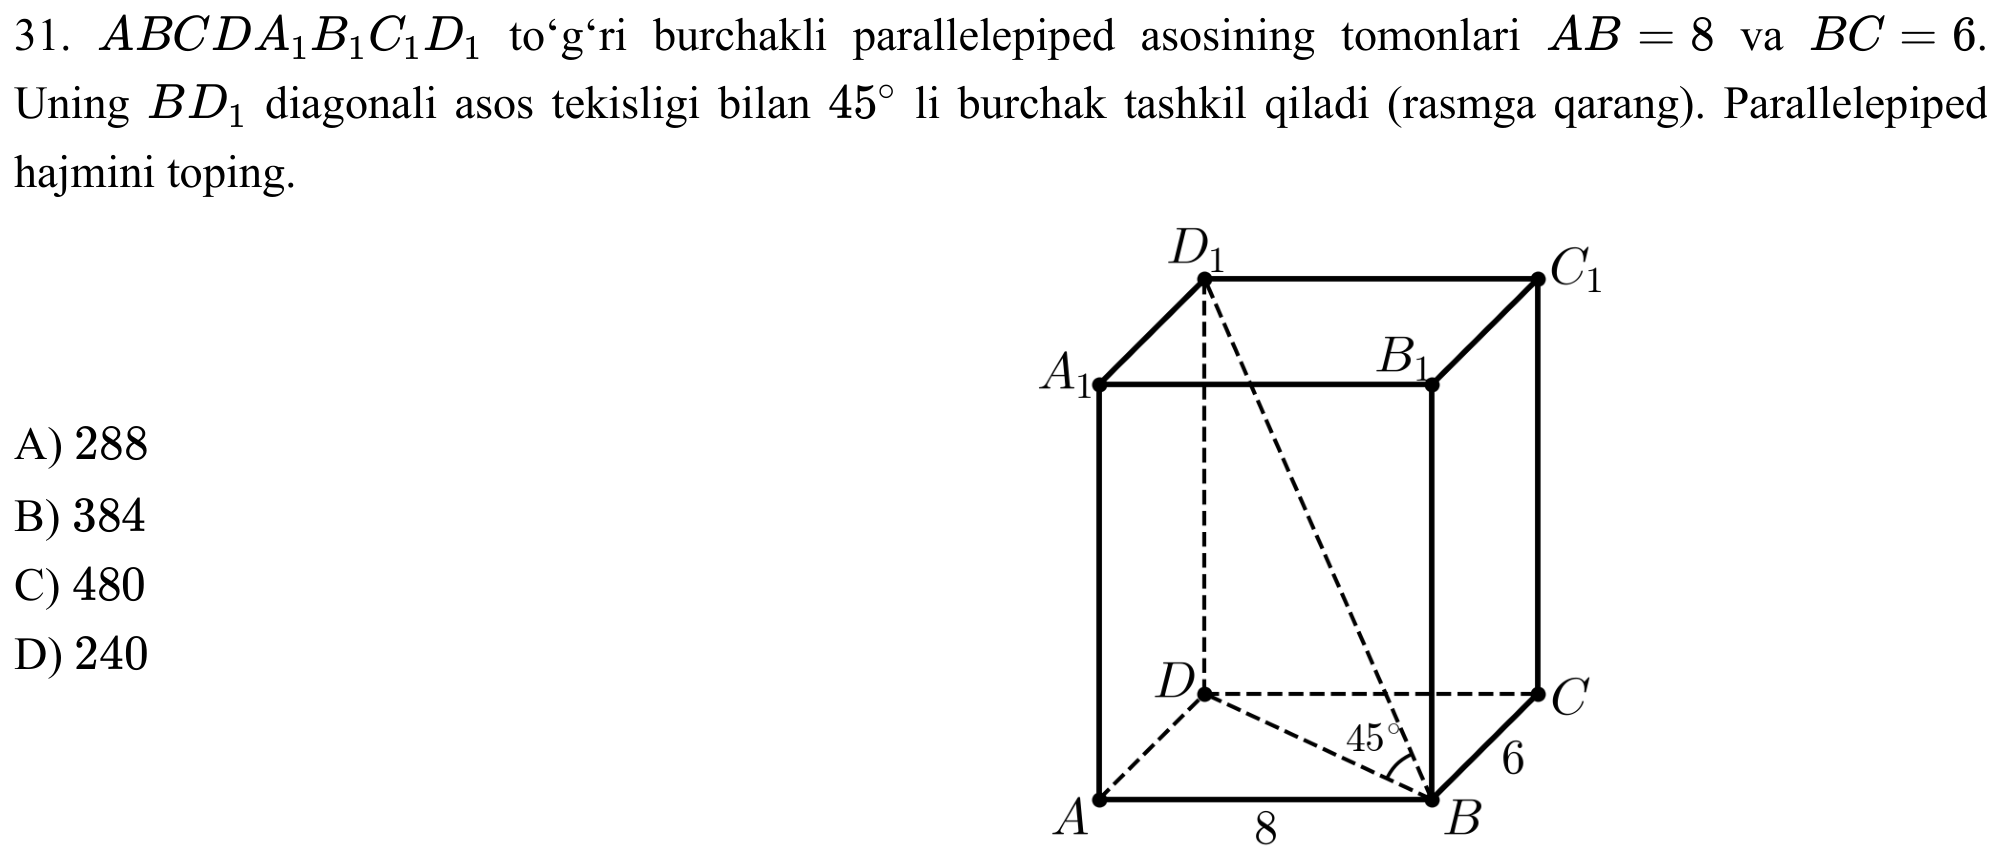 31. ABCDA₁B₁C₁D₁ to‘g‘ri burchakli parallelepiped asosining tomonlari AB = 8 va BC = 6.
Uning BD₁ diagonali asos tekisligi bilan 45° li burchak tashkil qiladi (rasmga qarang). Parallelepiped
hajmini toping.
D₁
C₁
A₁
B₁
A) 288
B) 384
C) 480
D) 240
D
C
45°
6
A
8
B